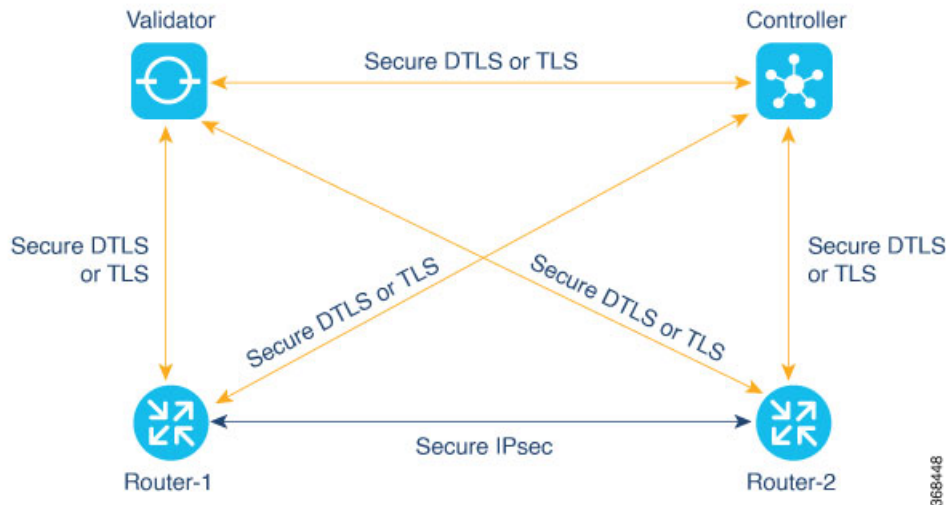 Validator
Controller
Secure DTLS or TLS
Secure DTLS
or TLS
Secure DTLS or TLS
Secure DTLS or TLS
Secure DTLS
or TLS
Secure IPsec
Router-1
Router-2
368448